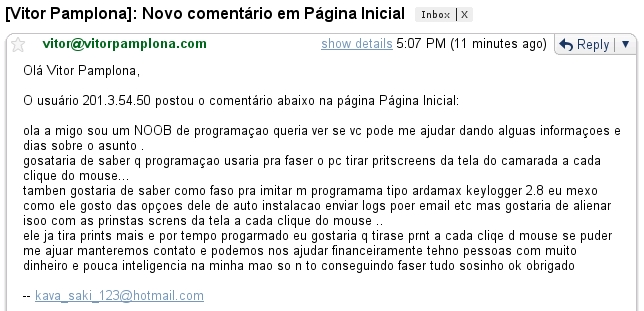 [Vitor Pamplona]: Novo comentário em Página Inicial Inbox | X
vitor@vitorpamplona.com show details 5:07 PM (11 minutes ago) Reply
Olá Vitor Pamplona,
O usuário 201.3.54.50 postou o comentário abaixo na página Página Inicial:
ola a migo sou um NOOB de programaçao queria ver se vc pode me ajudar dando alguas informaçoes e
dias sobre o asunto .
gosataria de saber q programaçao usaria pra faser o pc tirar pritscreens da tela do camarada a cada
clique do mouse...
tamben gostaria de saber como faso pra imitar m programama tipo ardamax keylogger 2.8 eu mexo
como ele gosto das opçoes dele de auto instalacao enviar logs poer email etc mas gostaria de alienar
isoo com as prinstas screns da tela a cada clique do mouse ..
ele ja tira prints mais e por tempo progarmado eu gostaria q tirase prnt a cada cliqe d mouse se puder
me ajuar manteremos contato e podemos nos ajudar financeiramente tehno pessoas com muito
dinheiro e pouca inteligencia na minha mao so n to conseguindo faser tudo sosinho ok obrigado
-- kava_saki_123@hotmail.com